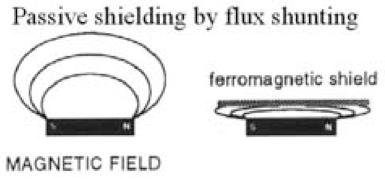 Passive shielding by flux shunting
ferromagnetic shield
S N
S N
MAGNETIC FIELD